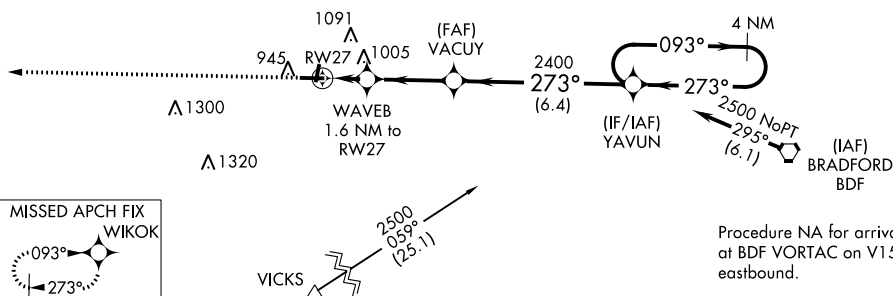 1091
945
RW27
1005
(FAF)
VACUY
2400
273°
(6.4)
093°
4 NM
273°
1300
WAVEB
1.6 NM to
RW27
(IF/IAF)
YAVUN
2500 NoPT
295°
(6.1)
(IAF)
BRADFORD
BDF
1320
MISSED APCH FIX
WIKOK
093°
273°
2500
059°
(25.1)
VICKS
Procedure NA for arriva
at BDF VORTAC on V15
eastbound.